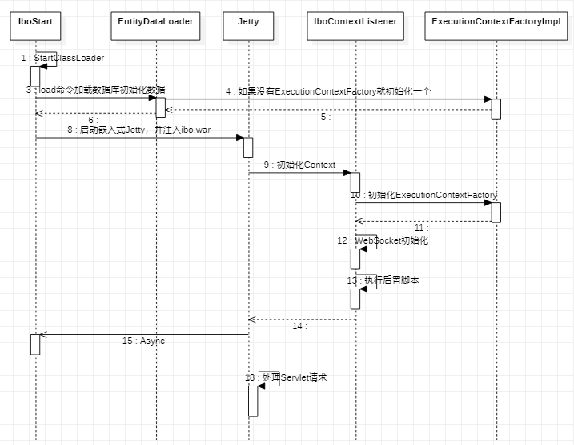 IboStart
EntityDataLoader
Jetty
IboContextListener
ExecutionContextFactoryImpl
1 : StartClassLoader
3 : load命令加载数据库初始化数据
4 : 如果没有ExecutionContextFactory就初始化一个
5 :
6 :
8 : 启动嵌入式Jetty，并注入ibo war
9 : 初始化Context
10 : 初始化ExecutionContextFactory
11 :
12 : WebSocket初始化
13 : 执行后置脚本
14 :
15 : Async
: 处理Servlet请求